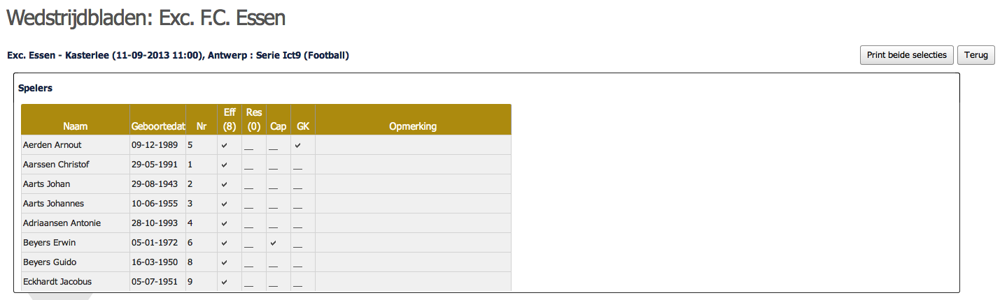 Wedstrijdbladen: Exc. F.C. Essen
Exc. Essen - Kasterlee (11-09-2013 11:00), Antwerp : Serie Ict9 (Football)
Print beide selecties Terug
Spelers
Naam Geboortedat Nr Eff (8) Res (0) Cap GK Opmerking
Aerden Arnout 09-12-1989 5 ✓ __ __ ✓
Aarssen Christof 29-05-1991 1 ✓ __ __ __
Aarts Johan 29-08-1943 2 ✓ __ __ __
Aarts Johannes 10-06-1955 3 ✓ __ __ __
Adriaansen Antonie 28-10-1993 4 ✓ __ __ __
Beyers Erwin 05-01-1972 6 ✓ __ ✓ __
Beyers Guido 16-03-1950 8 ✓ __ __ __
Eckhardt Jacobus 05-07-1951 9 ✓ __ __ __